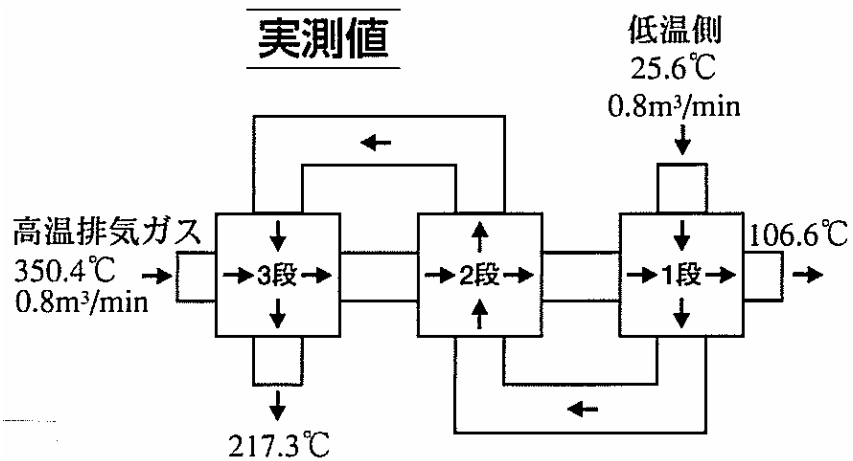 実測値
低温側
25.6℃
0.8m³/min
高温排気ガス
350.4℃
0.8m³/min
3段
2段
1段
106.6℃
217.3℃